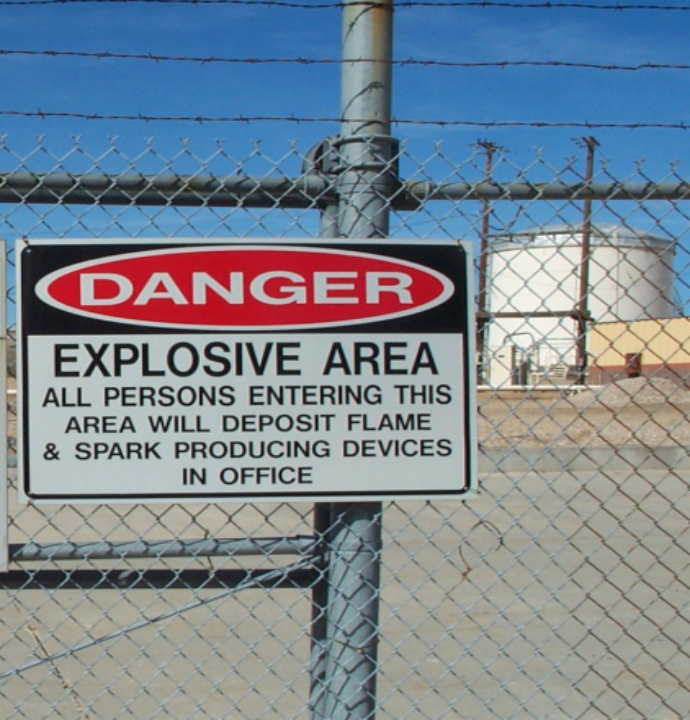 DANGER
EXPLOSIVE AREA
ALL PERSONS ENTERING THIS
AREA WILL DEPOSIT FLAME
& SPARK PRODUCING DEVICES
IN OFFICE